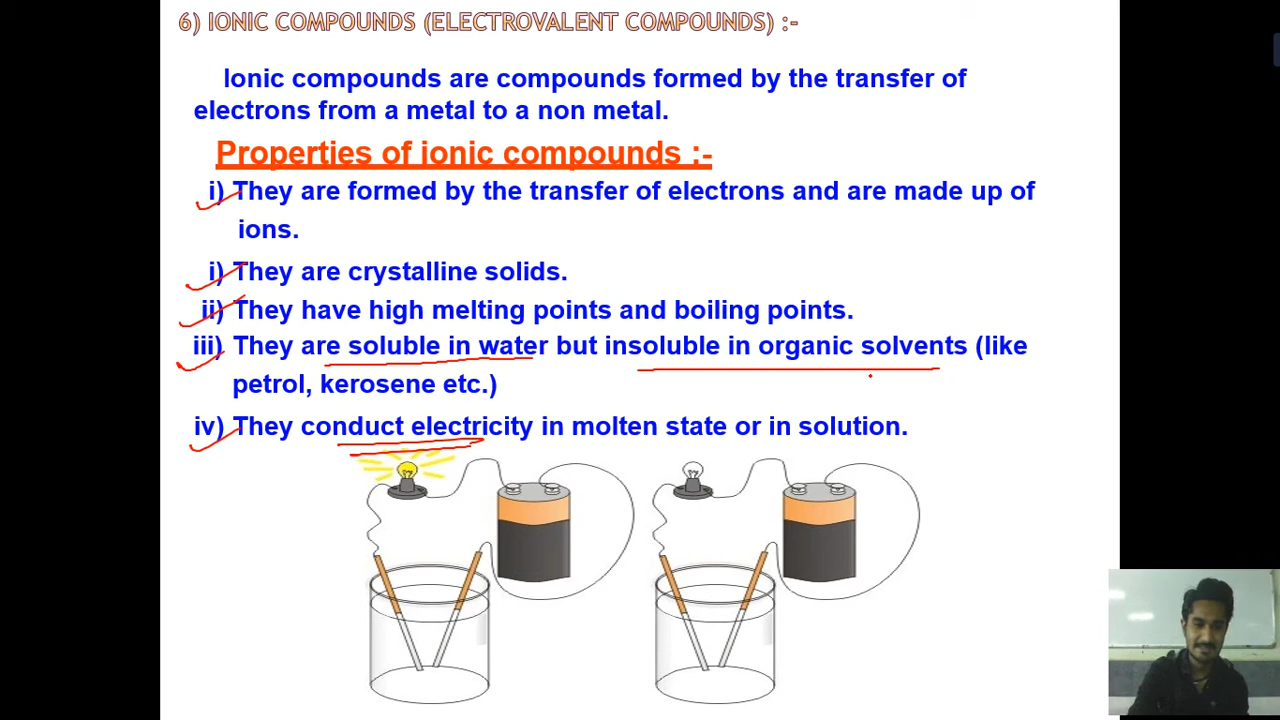 6) IONIC COMPOUNDS (ELECTROVALENT COMPOUNDS) :-
Ionic compounds are compounds formed by the transfer of
electrons from a metal to a non metal.
Properties of ionic compounds :-
i) They are formed by the transfer of electrons and are made up of
ions.
i) They are crystalline solids.
ii) They have high melting points and boiling points.
iii) They are soluble in water but insoluble in organic solvents (like
petrol, kerosene etc.)
iv) They conduct electricity in molten state or in solution.